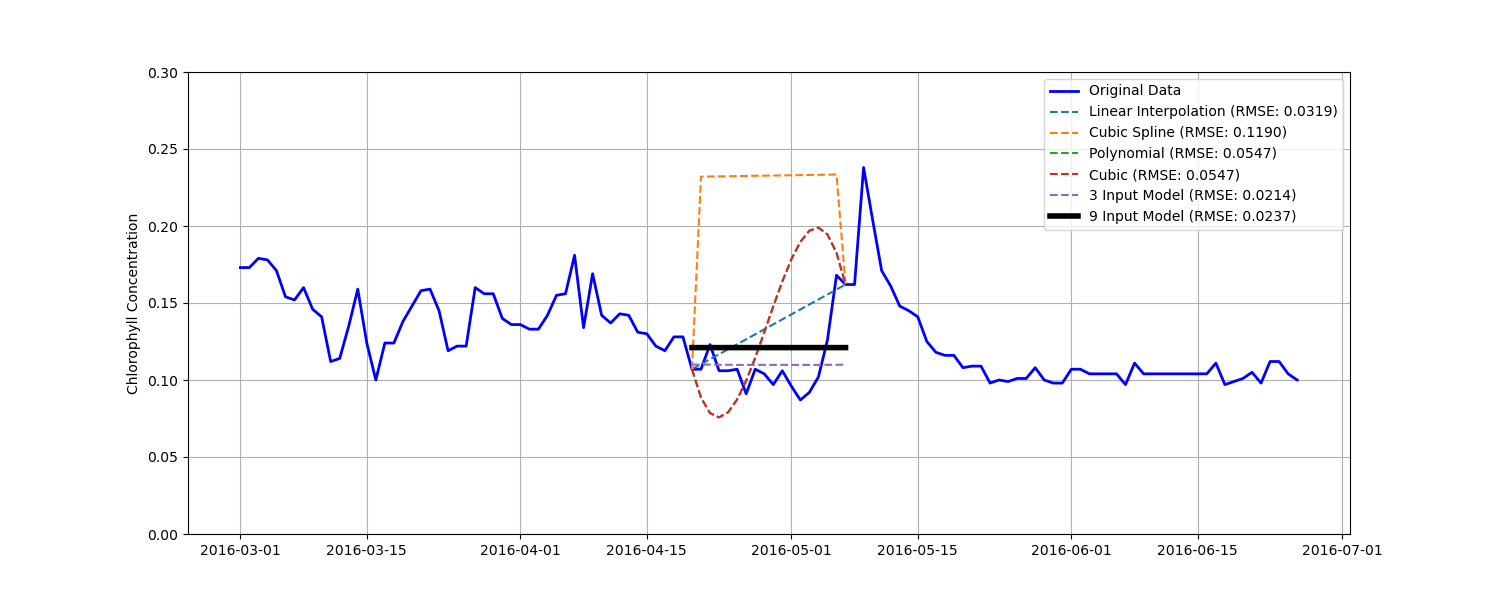 0.30
0.25
0.20
0.15
0.10
0.05
0.00
Chlorophyll Concentration
2016-03-01
2016-03-15
2016-04-01
2016-04-15
2016-05-01
2016-05-15
2016-06-01
2016-06-15
2016-07-01
Original Data
Linear Interpolation (RMSE: 0.0319)
Cubic Spline (RMSE: 0.1190)
Polynomial (RMSE: 0.0547)
Cubic (RMSE: 0.0547)
3 Input Model (RMSE: 0.0214)
9 Input Model (RMSE: 0.0237)